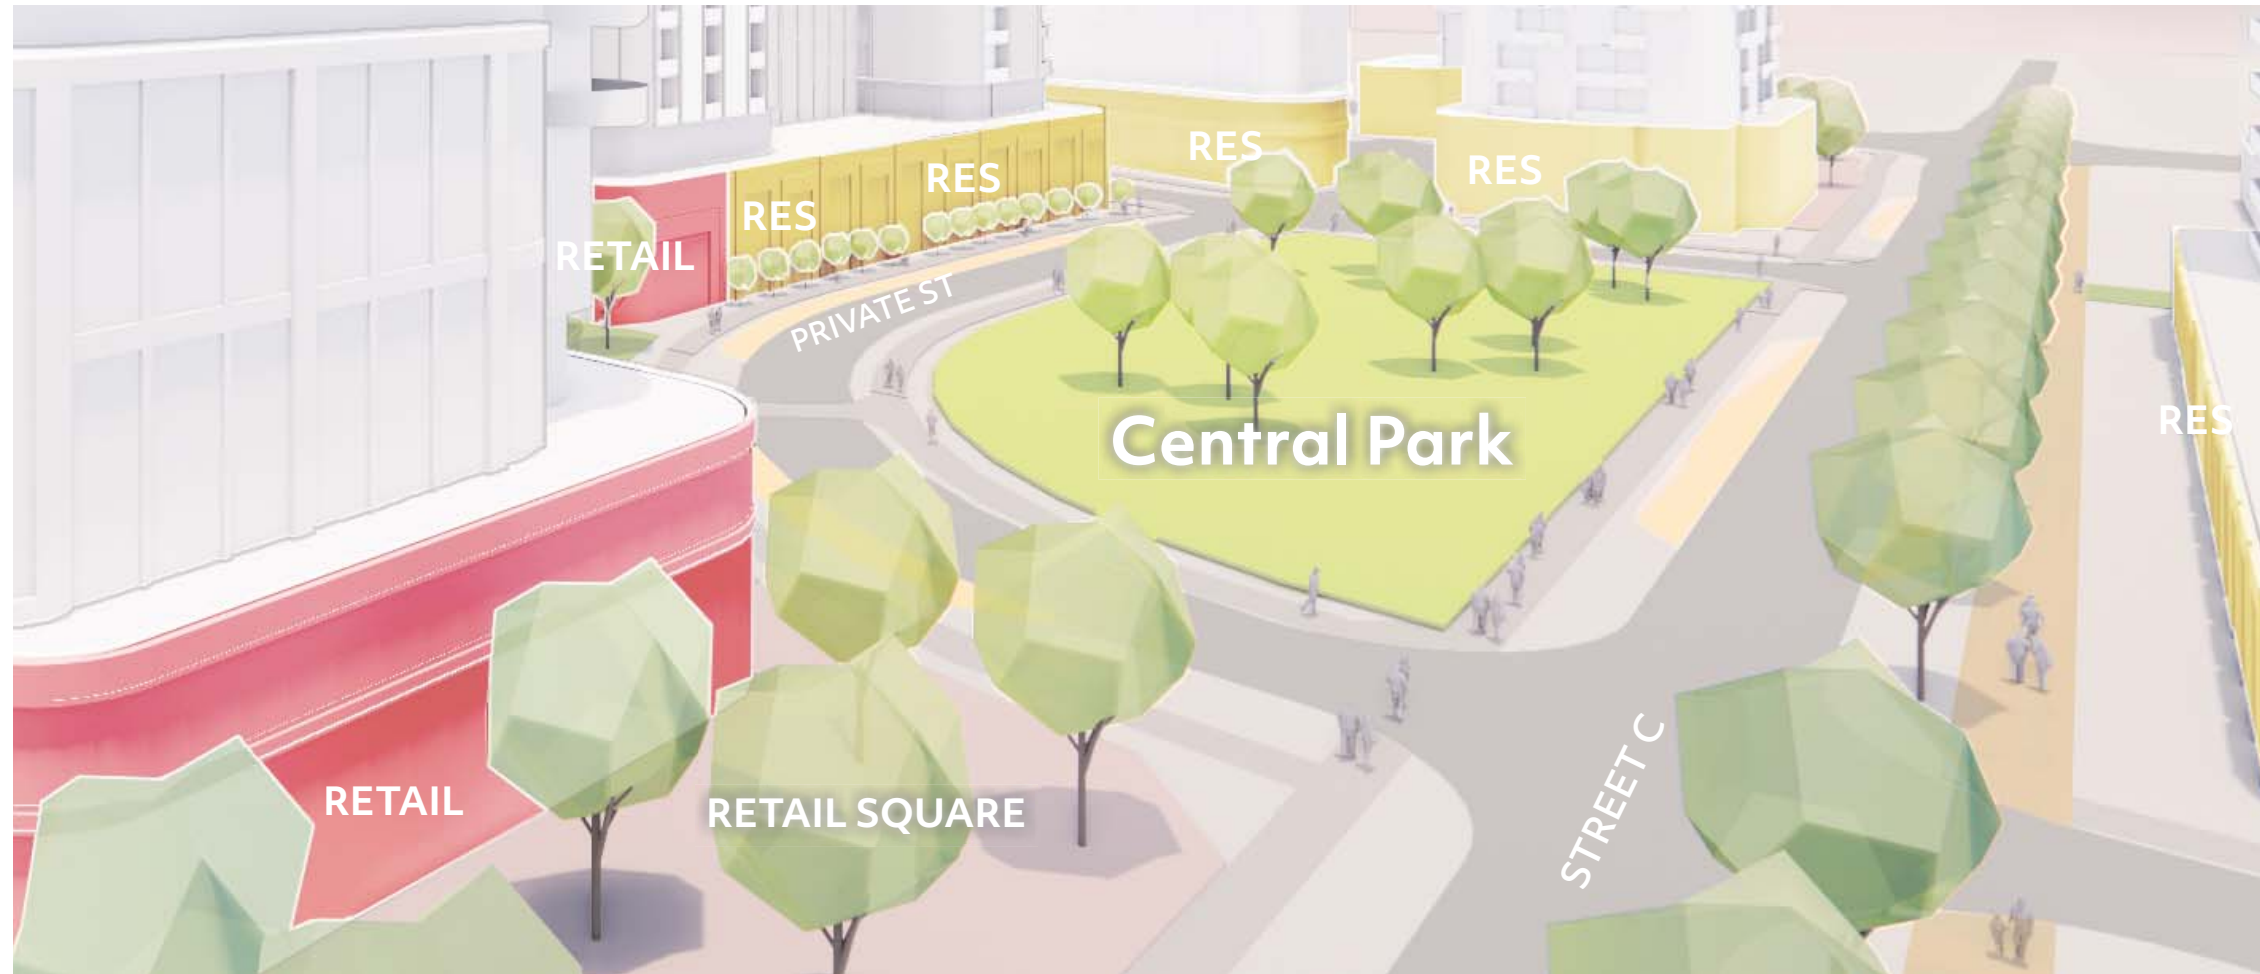 RES
RES
RES
RES
RETAIL
PRIVATE ST
Central Park
RES
RETAIL
RETAIL SQUARE
STREET C